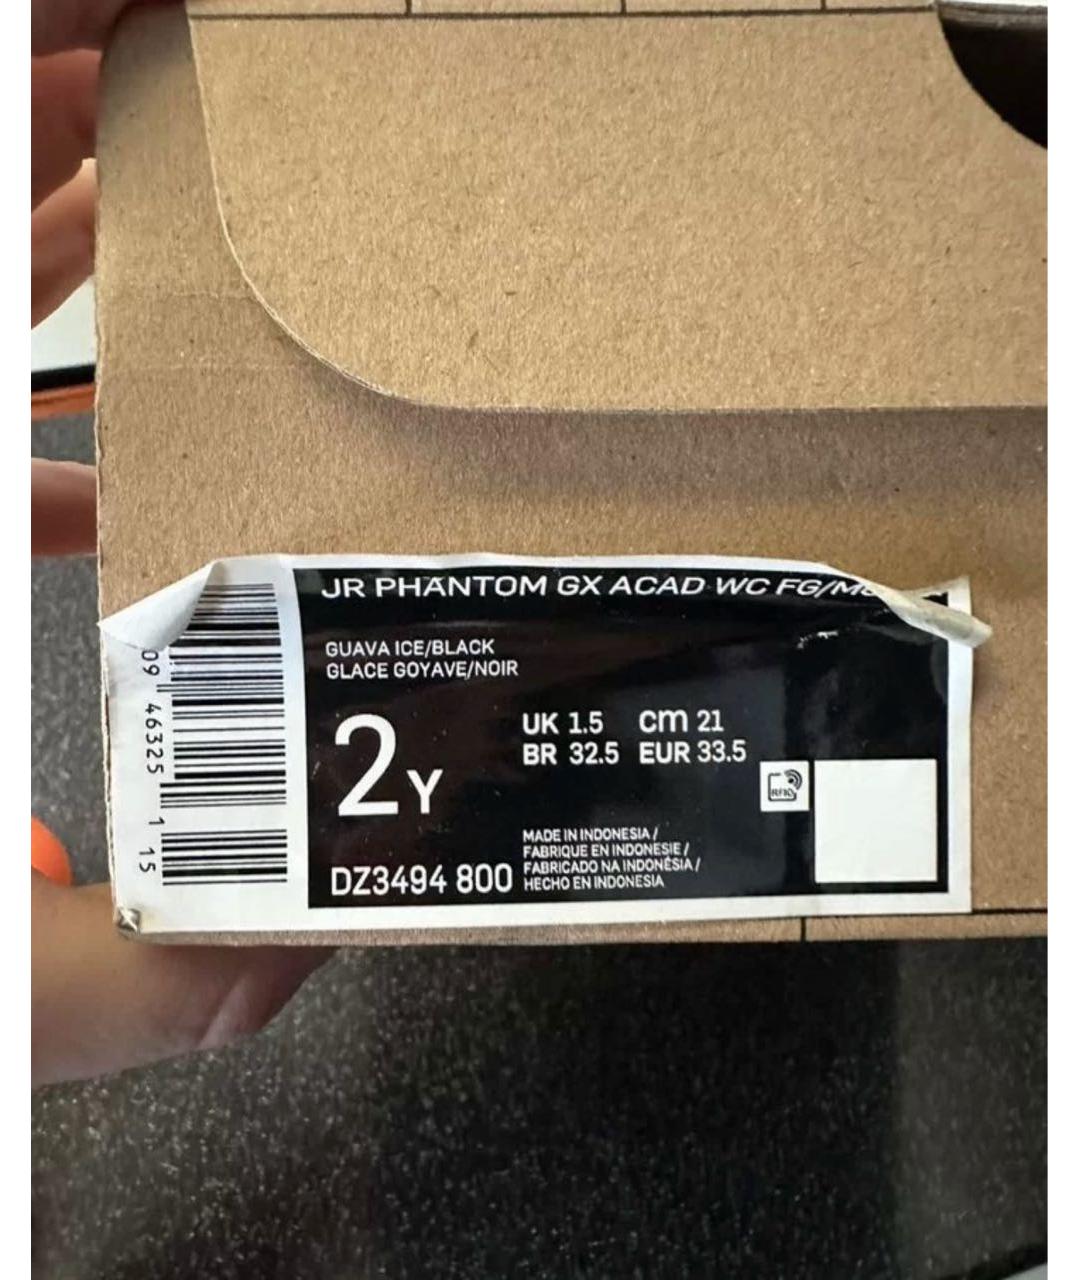 JR PHANTOM GX ACAD WC FG/M
GUAVA ICE/BLACK
GLACE GOYAVE/NOIR
2Y
UK 1.5 cm 21
BR 32.5 EUR 33.5
RFID
MADE IN INDONESIA /
FABRIQUE EN INDONESIE /
FABRICADO NA INDONÉSIA /
HECHO EN INDONESIA
DZ3494 800
09 46325 1 15